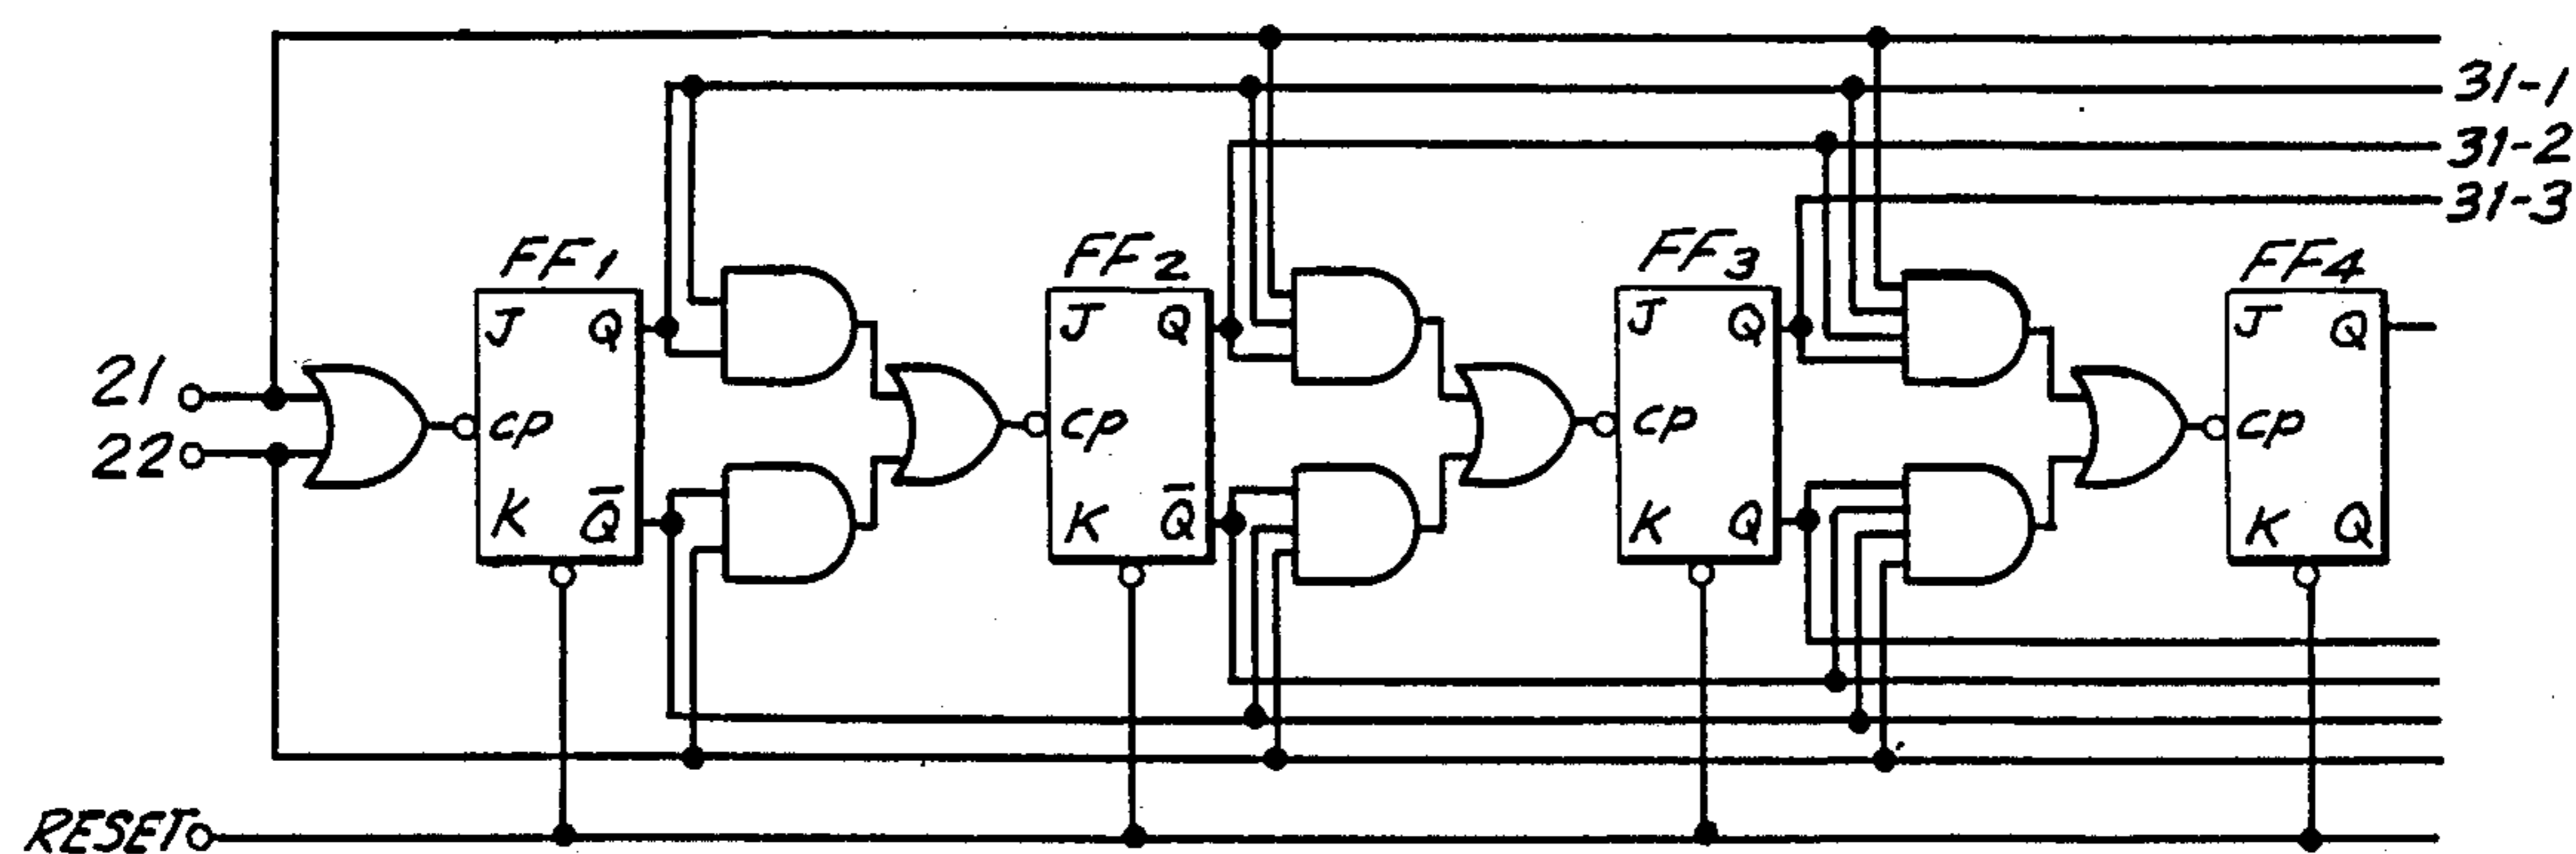 31-1
31-2
31-3
FF1
FF2
FF3
FF4
J Q
J Q
J Q
J Q
21
22
CP
CP
CP
CP
K Q̅
K Q̅
K Q
K Q
RESET